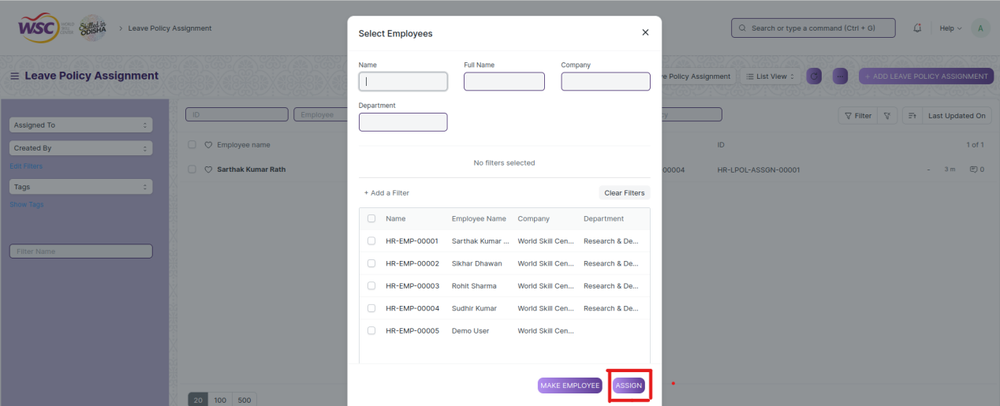 WSC WORLD SKILL CENTER Skilled in ODISHA > Leave Policy Assignment
Search or type a command (Ctrl + G)
Help
A
Leave Policy Assignment
Policy Assignment
List View
+ ADD LEAVE POLICY ASSIGNMENT
Assigned To
Created By
Edit Filters
Tags
Show Tags
Filter Name
ID
Employee
Filter
Last Updated On
Employee name
ID
1 of 1
Sarthak Kumar Rath
00004
HR-LPOL-ASSGN-00001
- 3 m 0
20 100 500
Select Employees
Name Full Name Company
Department
No filters selected
+ Add a Filter Clear Filters
Name Employee Name Company Department
HR-EMP-00001 Sarthak Kumar ... World Skill Cen... Research & De...
HR-EMP-00002 Sikhar Dhawan World Skill Cen... Research & De...
HR-EMP-00003 Rohit Sharma World Skill Cen... Research & De...
HR-EMP-00004 Sudhir Kumar World Skill Cen... Research & De...
HR-EMP-00005 Demo User World Skill Cen...
MAKE EMPLOYEE ASSIGN